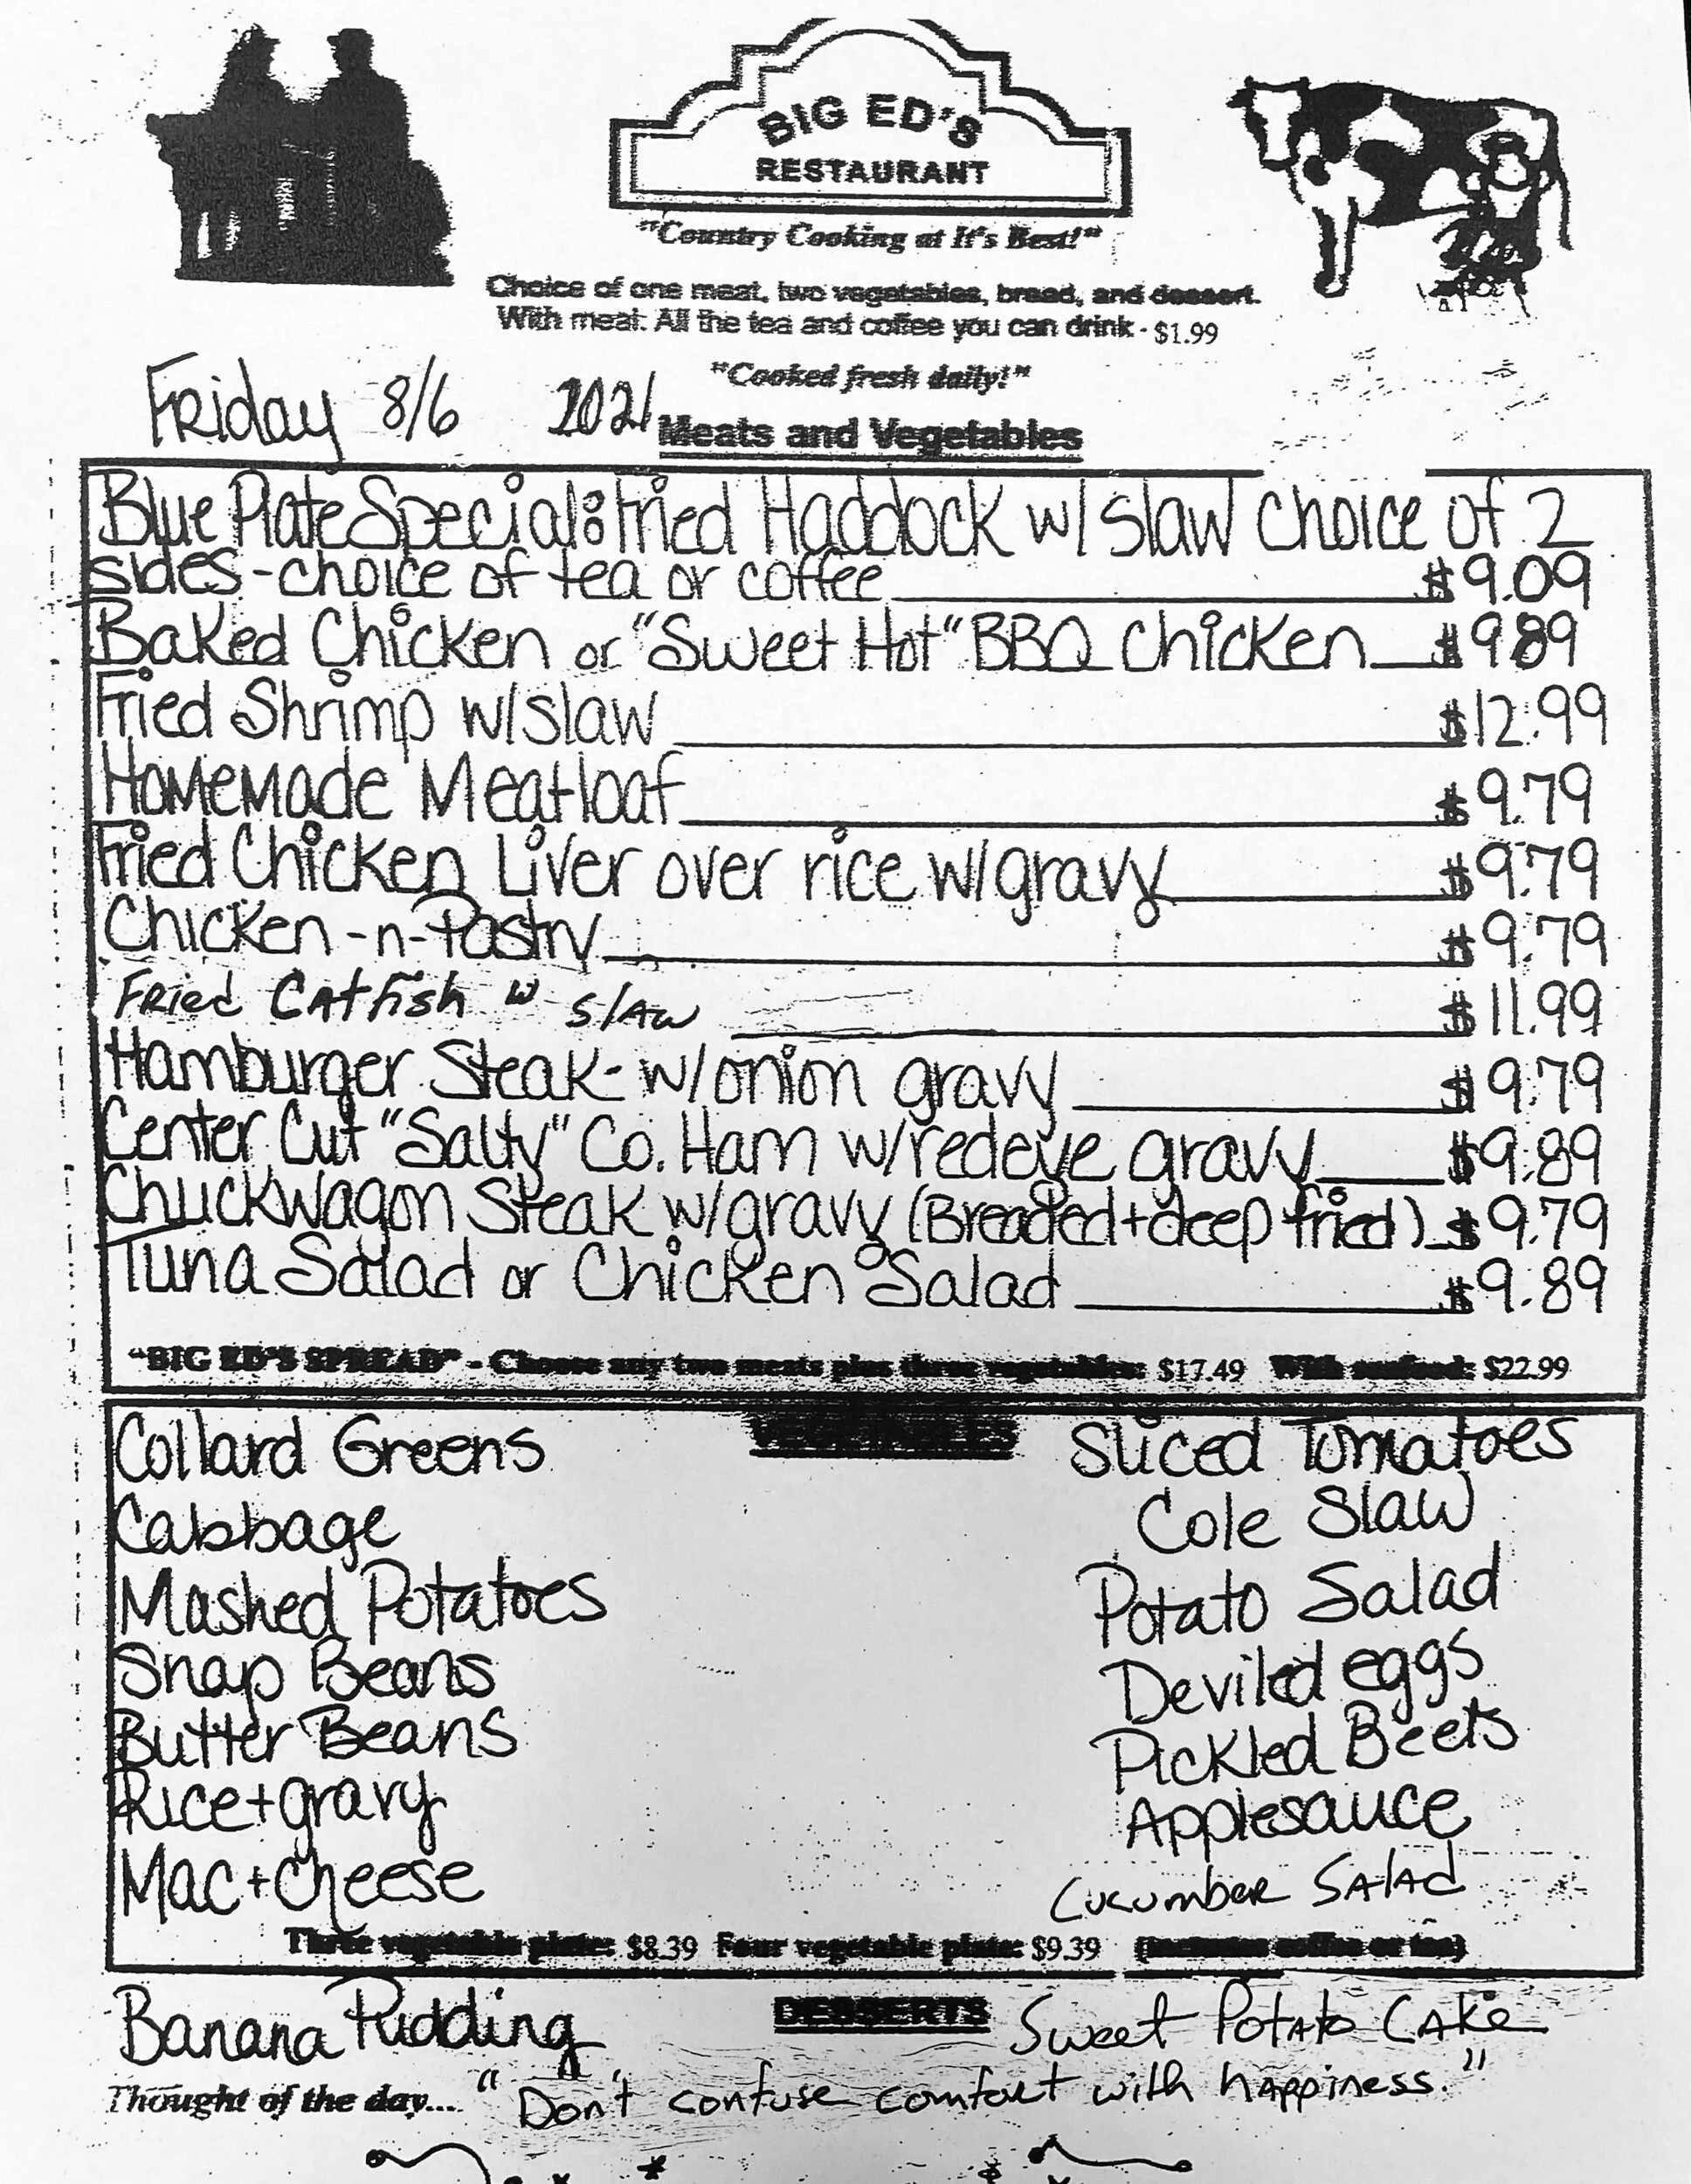 BIG ED'S
RESTAURANT
"Country Cooking at It's Best!"
Choice of one meat, two vegetables, bread, and dessert.
With meal: All the tea and coffee you can drink - $1.99
"Cooked fresh daily!"
Friday 8/6 2021
Meats and Vegetables
Blue Plate Special: Fried Haddock w/slaw choice of 2
sides - choice of tea or coffee $9.09
Baked Chicken or "Sweet Hot" BBQ Chicken $9.89
Fried Shrimp w/slaw $12.99
Homemade Meatloaf $9.79
Fried Chicken Liver over rice w/gravy $9.79
Chicken-n-Pastry $9.79
Fried Catfish w slaw $11.99
Hamburger Steak- w/onion gravy $9.79
Center Cut "Salty" Co. Ham w/redeye gravy $9.89
Chuckwagon Steak w/gravy (Breaded + deep fried) $9.79
Tuna Salad or Chicken Salad $9.89
"BIG ED'S SPREAD" - Choose any two meats plus three vegetables: $17.49 With seafood: $22.99
VEGETABLES
Collard Greens Sliced Tomatoes
Cabbage Cole Slaw
Mashed Potatoes Potato Salad
Snap Beans Deviled eggs
Butter Beans Pickled Beets
Rice + gravy Applesauce
Mac + Cheese Cucumber Salad
Three vegetable plate: $8.39 Four vegetable plate: $9.39 (includes coffee or tea)
DESSERTS
Banana Pudding Sweet Potato Cake
Thought of the day... "Don't confuse comfort with happiness."